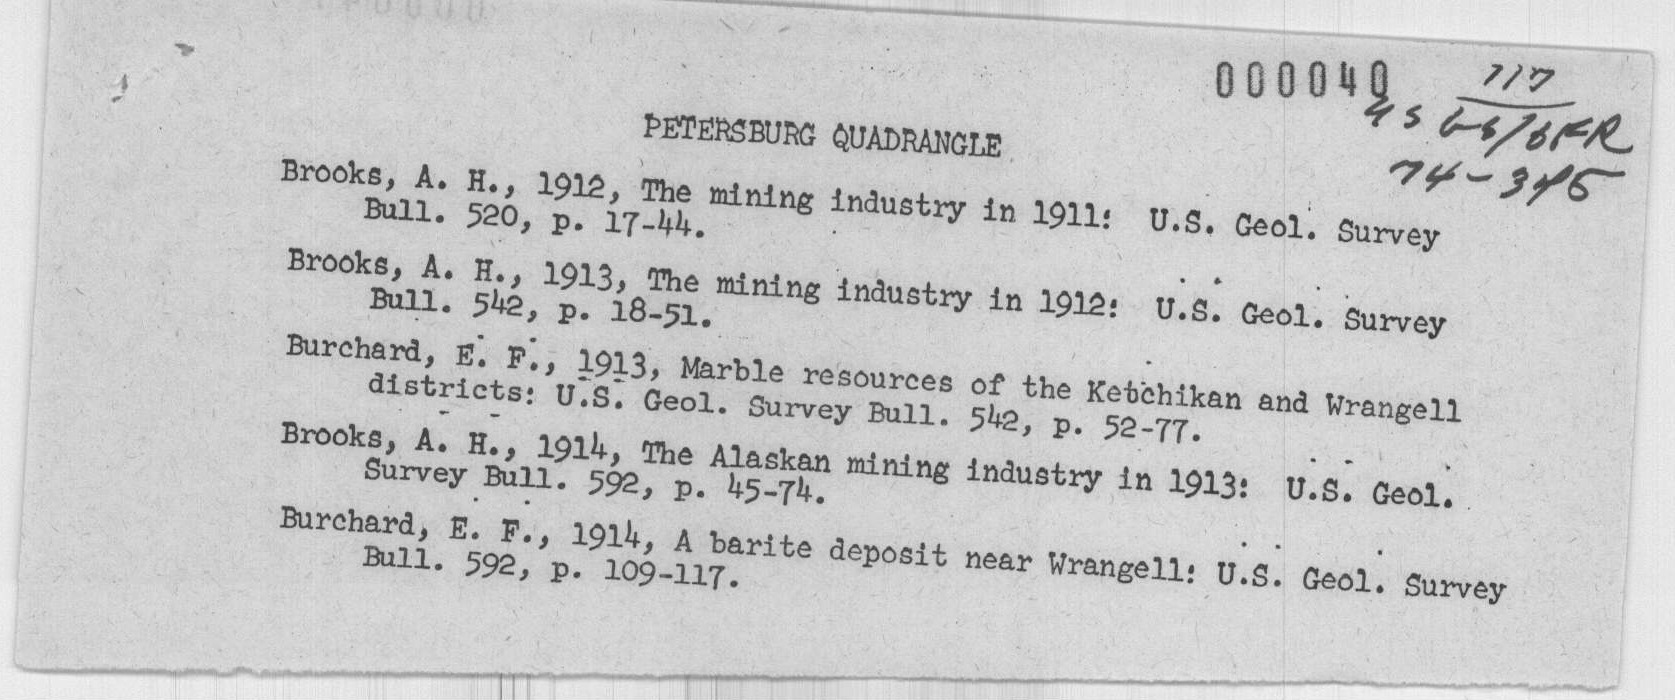 000040
117
US GS/OFR
74-385
PETERSBURG QUADRANGLE
Brooks, A. H., 1912, The mining industry in 1911: U.S. Geol. Survey
Bull. 520, p. 17-44.
Brooks, A. H., 1913, The mining industry in 1912: U.S. Geol. Survey
Bull. 542, p. 18-51.
Burchard, E. F., 1913, Marble resources of the Ketchikan and Wrangell
districts: U.S. Geol. Survey Bull. 542, p. 52-77.
Brooks, A. H., 1914, The Alaskan mining industry in 1913: U.S. Geol.
Survey Bull. 592, p. 45-74.
Burchard, E. F., 1914, A barite deposit near Wrangell: U.S. Geol. Survey
Bull. 592, p. 109-117.